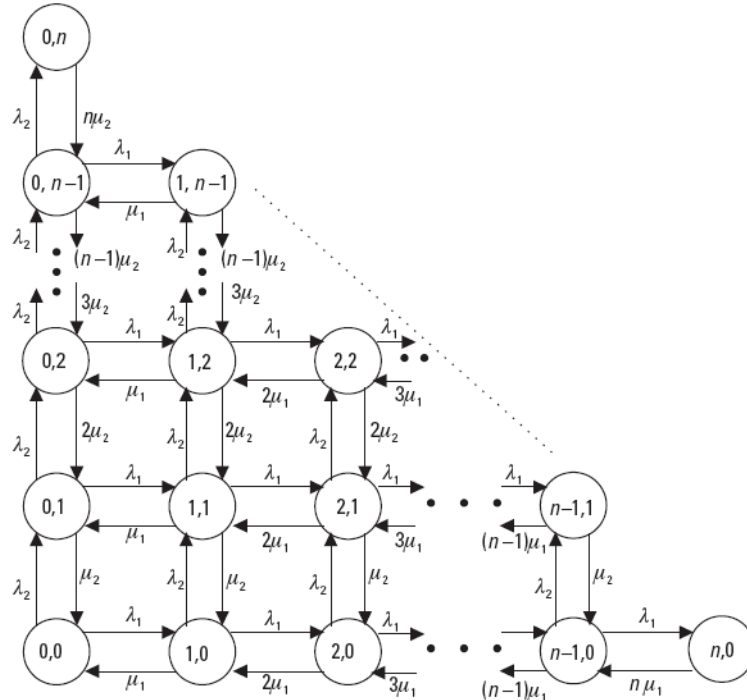 0,n
λ₂ nμ₂
λ₁
0, n–1 1, n–1
μ₁
λ₂ (n–1)μ₂ λ₂ (n–1)μ₂
λ₂ 3μ₂ λ₂ 3μ₂
λ₁ λ₁ λ₁
0,2 1,2 2,2
μ₁ 2μ₁ 3μ₁
λ₂ 2μ₂ λ₂ 2μ₂ λ₂ 2μ₂
λ₁ λ₁ λ₁ λ₁
0,1 1,1 2,1 n–1,1
μ₁ 2μ₁ 3μ₁ (n–1)μ₁
λ₂ μ₂ λ₂ μ₂ λ₂ μ₂ λ₂ μ₂
λ₁ λ₁ λ₁ λ₁
0,0 1,0 2,0 n–1,0 n,0
μ₁ 2μ₁ 3μ₁ (n–1)μ₁ nμ₁